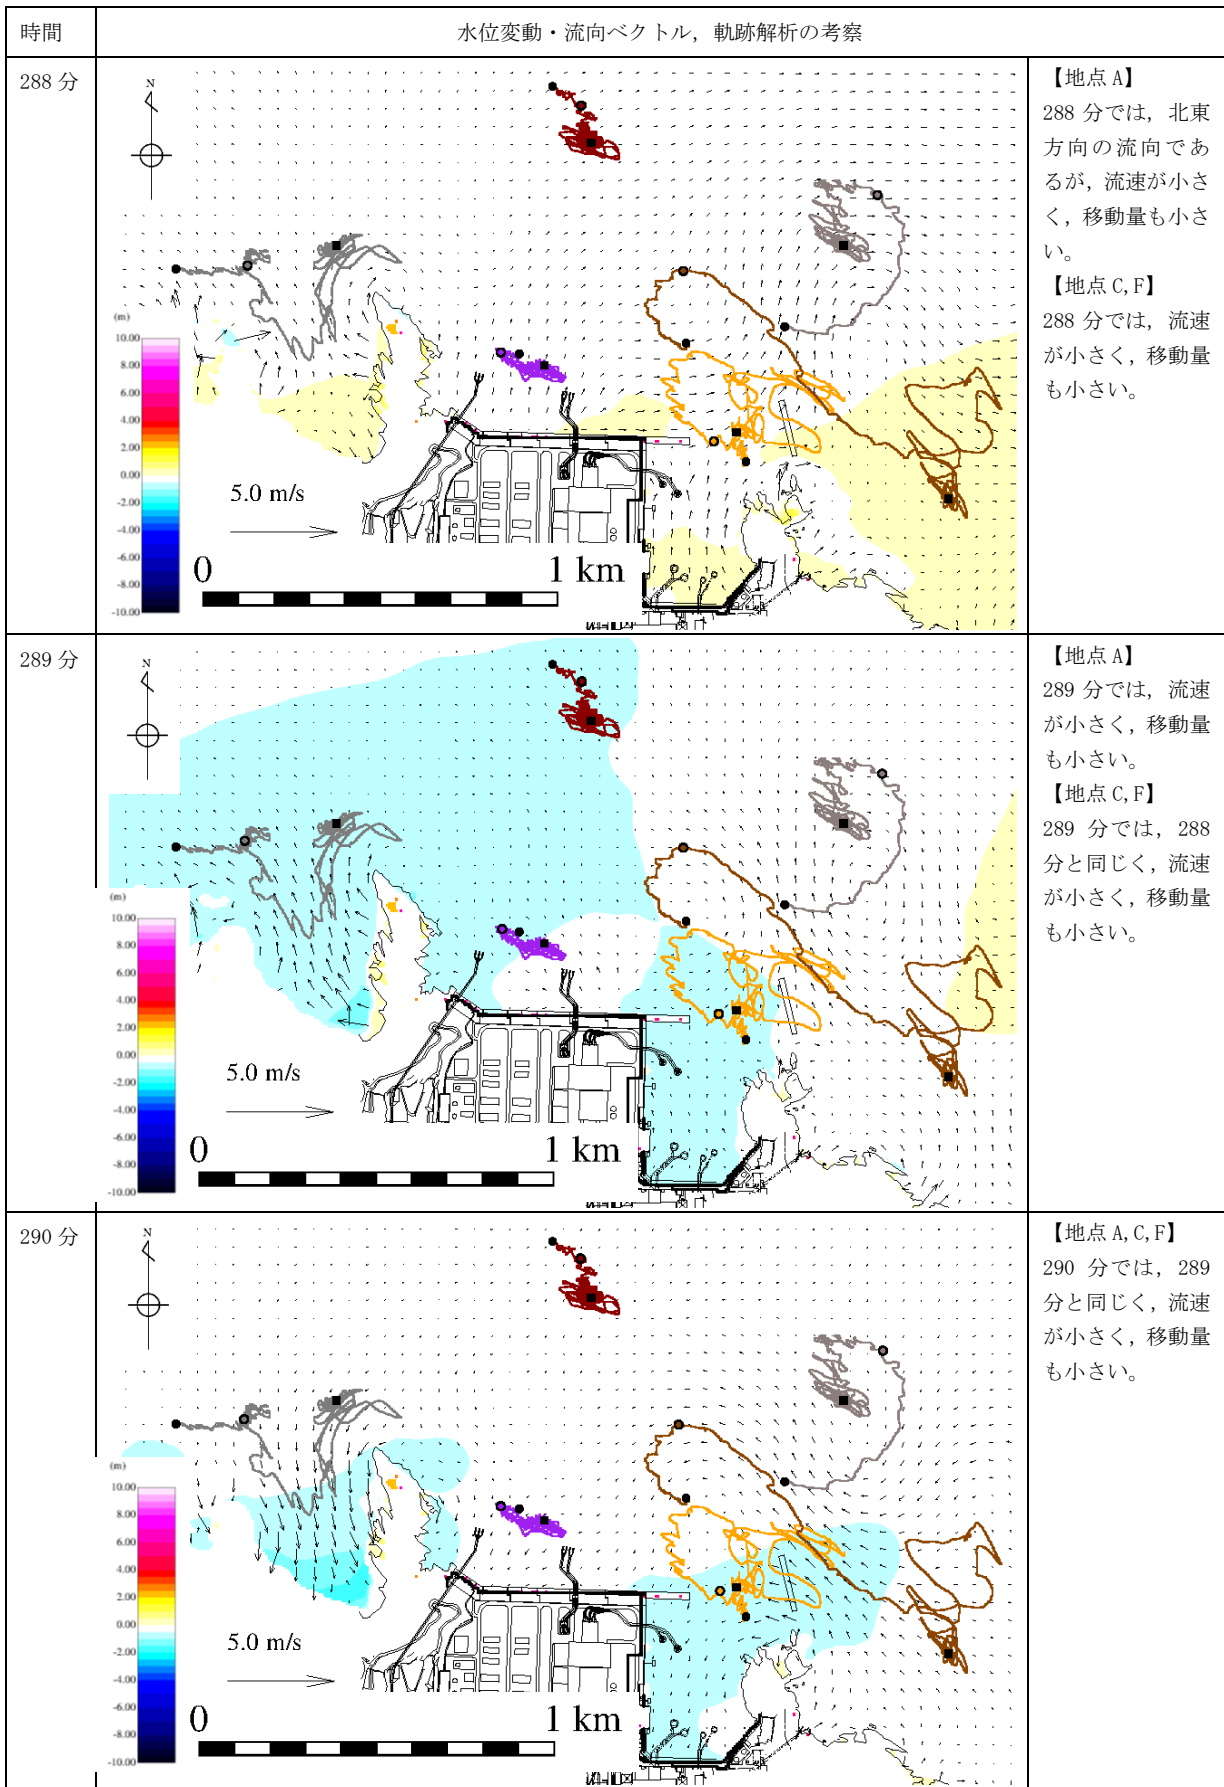 時間
水位変動・流向ベクトル，軌跡解析の考察
288 分
N
(m)
10.00
8.00
6.00
4.00
2.00
0.00
-2.00
-4.00
-6.00
-8.00
-10.00
5.0 m/s
0
1 km
【地点 A】
288 分では，北東
方向の流向であ
るが，流速が小さ
く，移動量も小さ
い。
【地点 C,F】
288 分では，流速
が小さく，移動量
も小さい。
289 分
N
(m)
10.00
8.00
6.00
4.00
2.00
0.00
-2.00
-4.00
-6.00
-8.00
-10.00
5.0 m/s
0
1 km
【地点 A】
289 分では，流速
が小さく，移動量
も小さい。
【地点 C,F】
289 分では，288
分と同じく，流速
が小さく，移動量
も小さい。
290 分
N
(m)
10.00
8.00
6.00
4.00
2.00
0.00
-2.00
-4.00
-6.00
-8.00
-10.00
5.0 m/s
0
1 km
【地点 A,C,F】
290 分では，289
分と同じく，流速
が小さく，移動量
も小さい。